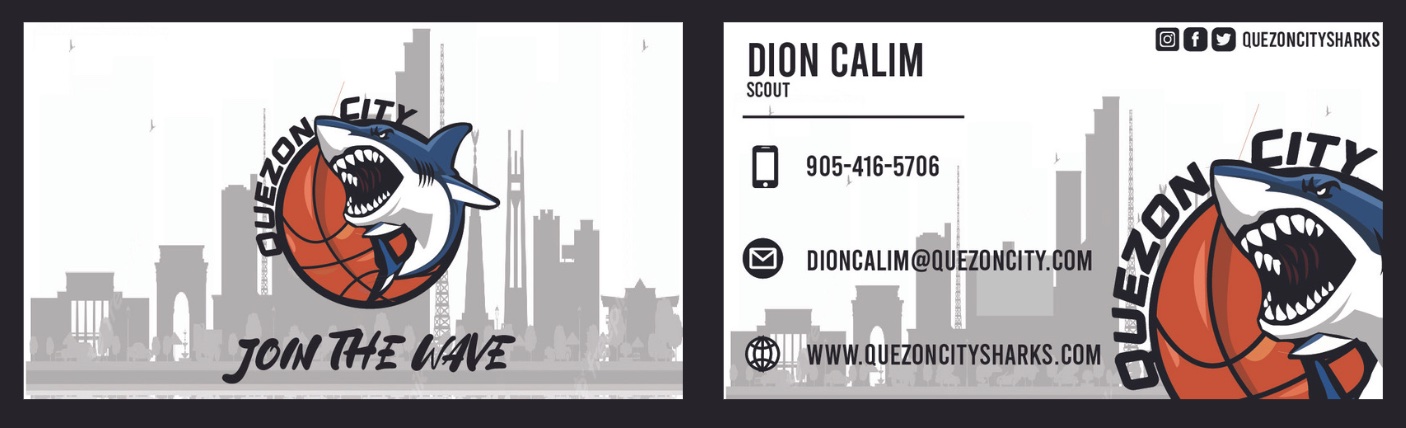 QUEZON CITY
JOIN THE WAVE
DION CALIM
SCOUT
QUEZONCITYSHARKS
905-416-5706
DIONCALIM@QUEZONCITY.COM
WWW.QUEZONCITYSHARKS.COM
QUEZON CITY